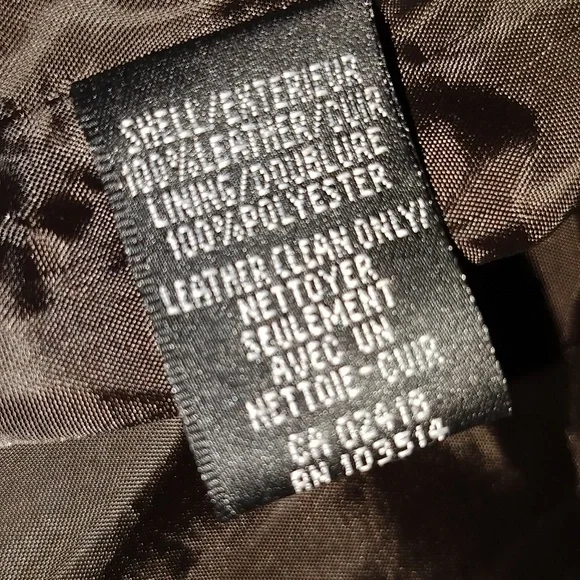 SHELL/EXTERIEUR
100%LEATHER/CUIR
LINING/DOUBLURE
100%POLYESTER
LEATHER CLEAN ONLY/
NETTOYER
SEULEMENT
AVEC UN
NETTOIE-CUIR
CA 02413
RN 103514